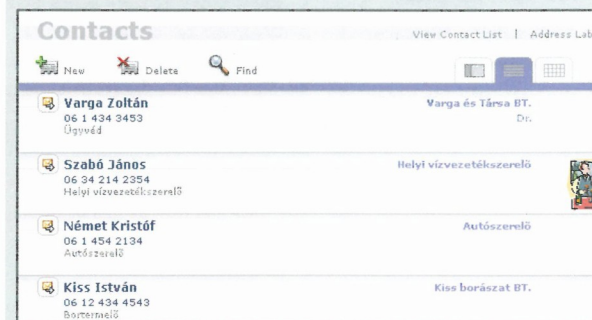 Contacts
View Contact List | Address Lab
New Delete Find
Varga Zoltán Varga és Társa BT.
06 1 434 3453 Dr.
Ügyvéd
Szabó János Helyi vízvezetékszerelő
06 34 214 2354
Helyi vízvezetékszerelő
Német Kristóf Autószerelő
06 1 454 2134
Autószerelő
Kiss István Kiss borászat BT.
06 12 434 4543
Bortermelő